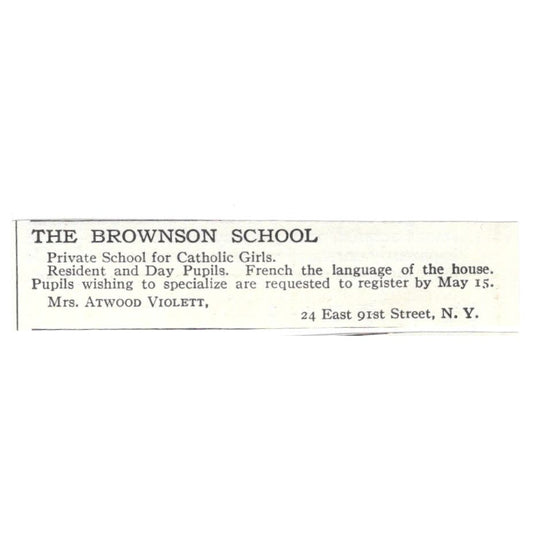 THE BROWNSON SCHOOL
Private School for Catholic Girls.
Resident and Day Pupils. French the language of the house.
Pupils wishing to specialize are requested to register by May 15.
Mrs. Atwood Violett,
24 East 91st Street, N. Y.